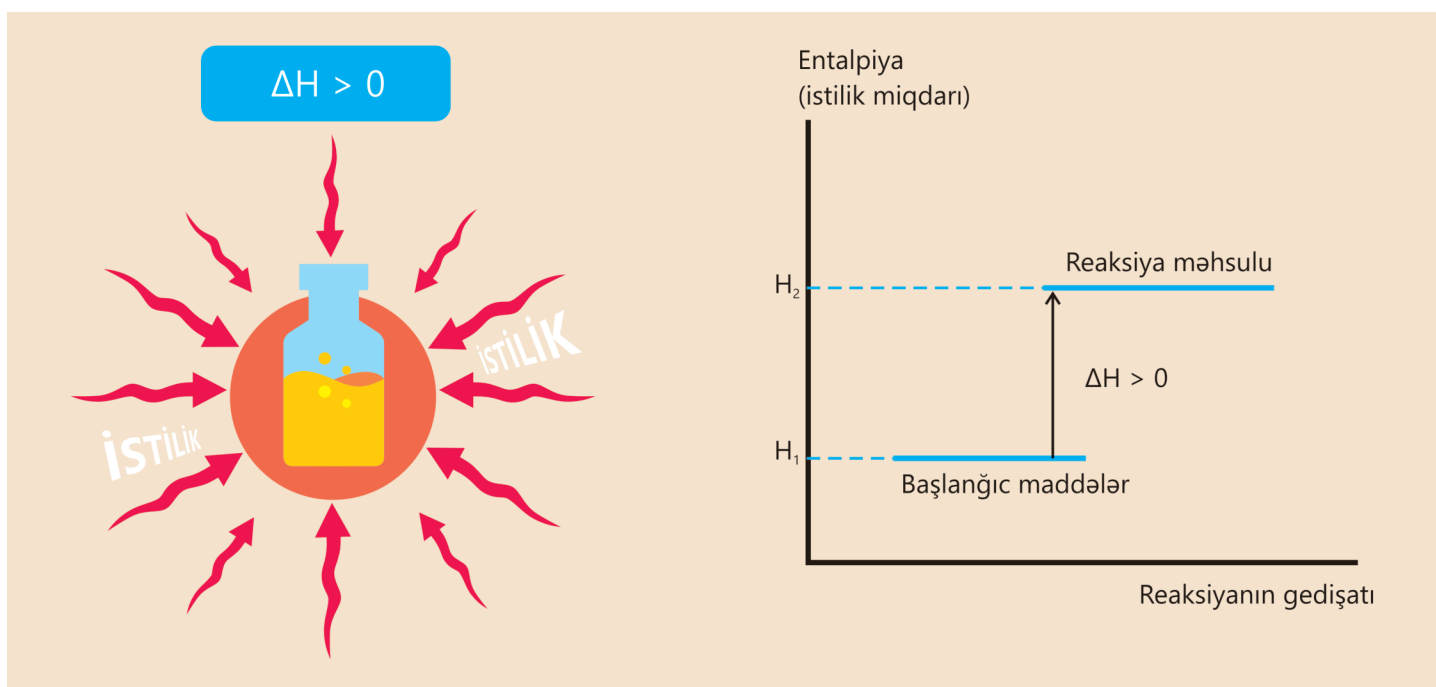 ΔH > 0
İSTİLİK
İSTİLİK
Entalpiya
(istilik miqdarı)
Reaksiya məhsulu
H₂
ΔH > 0
H₁
Başlanğıc maddələr
Reaksiyanın gedişatı